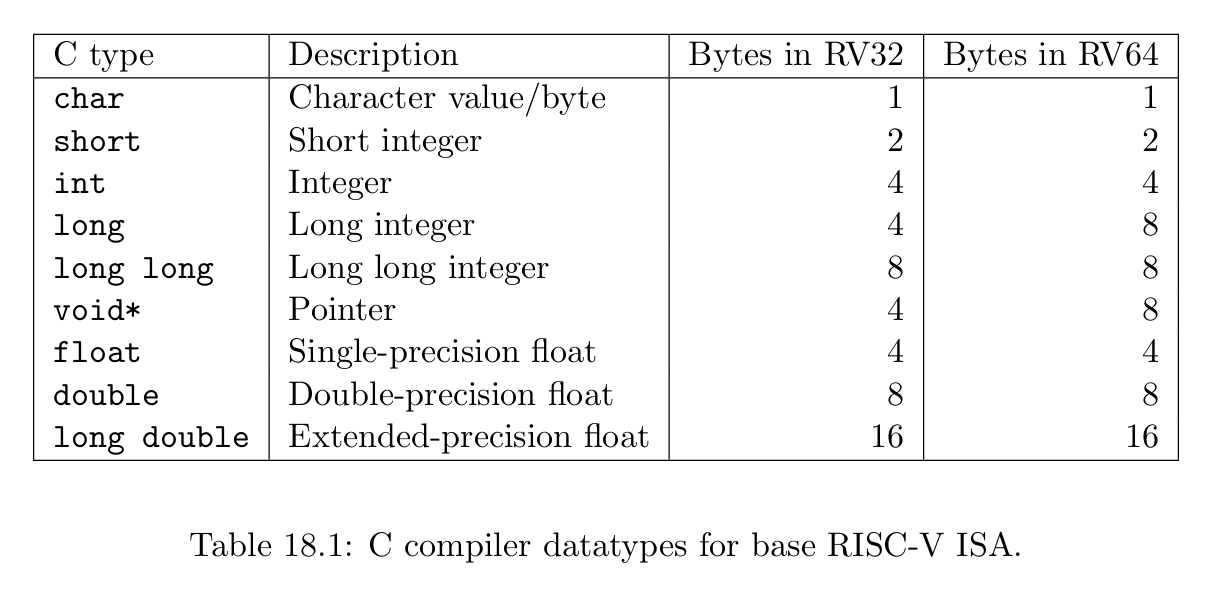 C type Description Bytes in RV32 Bytes in RV64
char Character value/byte 1 1
short Short integer 2 2
int Integer 4 4
long Long integer 4 8
long long Long long integer 8 8
void* Pointer 4 8
float Single-precision float 4 4
double Double-precision float 8 8
long double Extended-precision float 16 16
Table 18.1: C compiler datatypes for base RISC-V ISA.